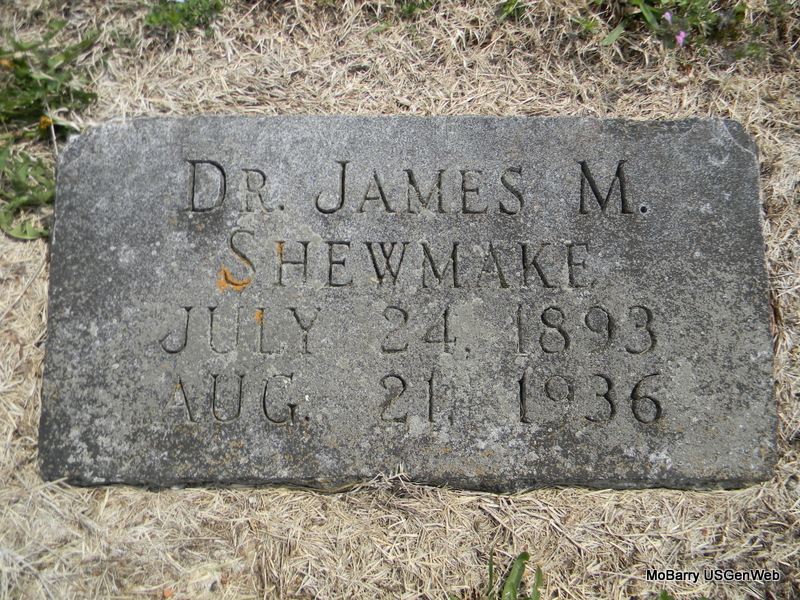 DR. JAMES M.
SHEWMAKE
JULY 24, 1893
AUG. 21, 1936
MoBarry USGenWeb